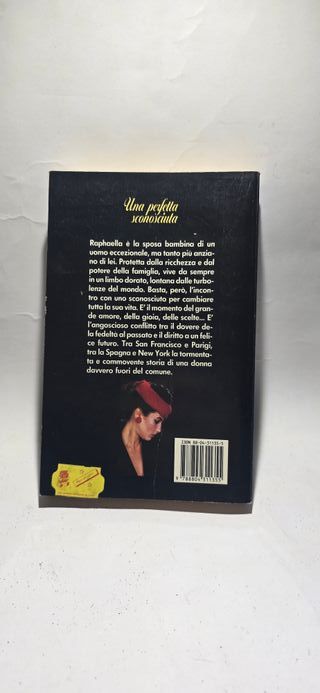 Una perfetta
sconosciuta
Raphaella è la sposa bambina di un
uomo eccezionale, ma tanto più anzia-
no di lei. Protetta dalla ricchezza e dal
potere della famiglia, vive da sempre
in un limbo dorato, lontana dalle turbo-
lenze del mondo. Basta, però, l'incon-
tro con uno sconosciuto per cambiare
tutta la sua vita. E' il momento del gran-
de amore, della gioia, delle scelte... E'
l'angoscioso conflitto tra il dovere del-
la fedeltà al passato e il diritto a un feli-
ce futuro. Tra San Francisco e Parigi,
tra la Spagna e New York la tormenta-
ta e commovente storia di una donna
davvero fuori del comune.
ISBN 88-04-31135-5
9 788804 311355